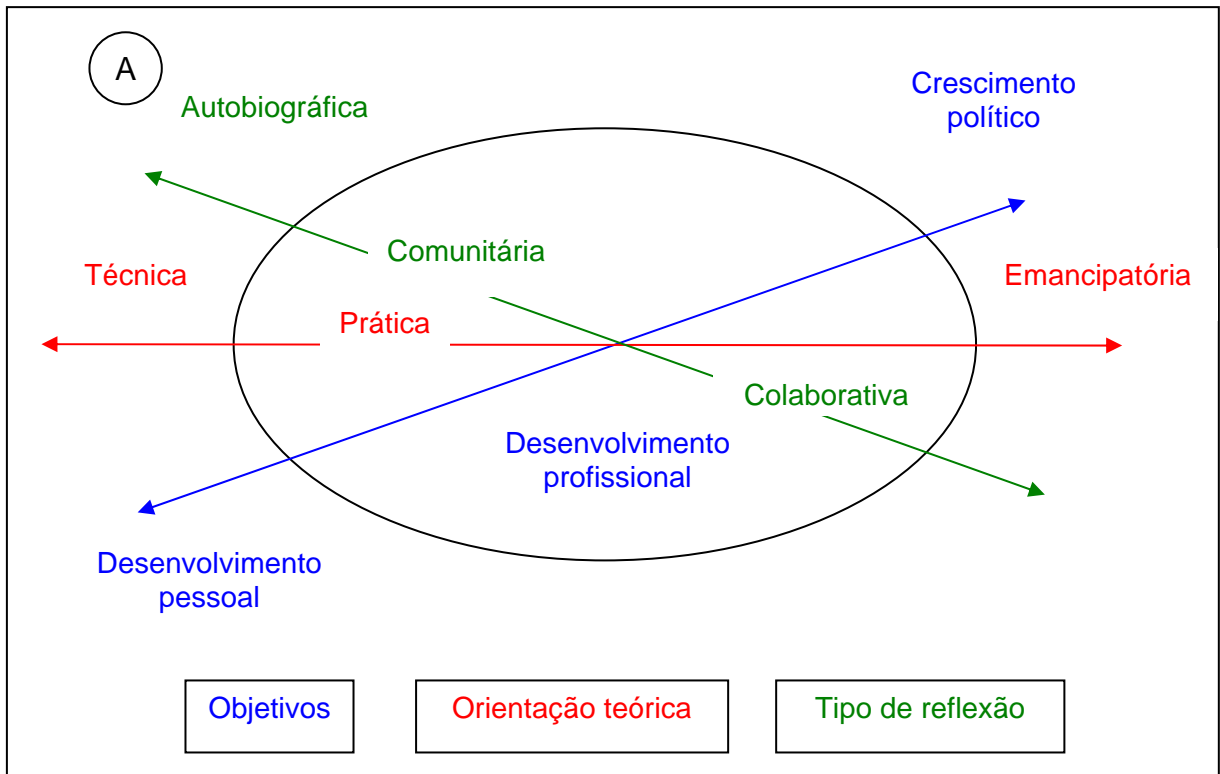 A
Autobiográfica
Crescimento
político
Comunitária
Técnica
Emancipatória
Prática
Colaborativa
Desenvolvimento
profissional
Desenvolvimento
pessoal
Objetivos
Orientação teórica
Tipo de reflexão